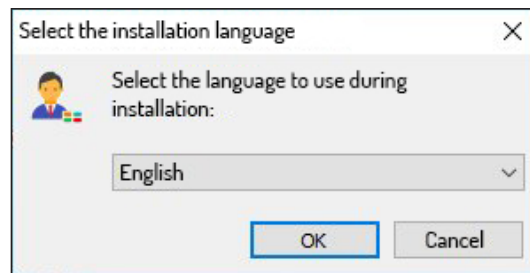 Select the installation language
Select the language to use during
installation:
English
OK
Cancel